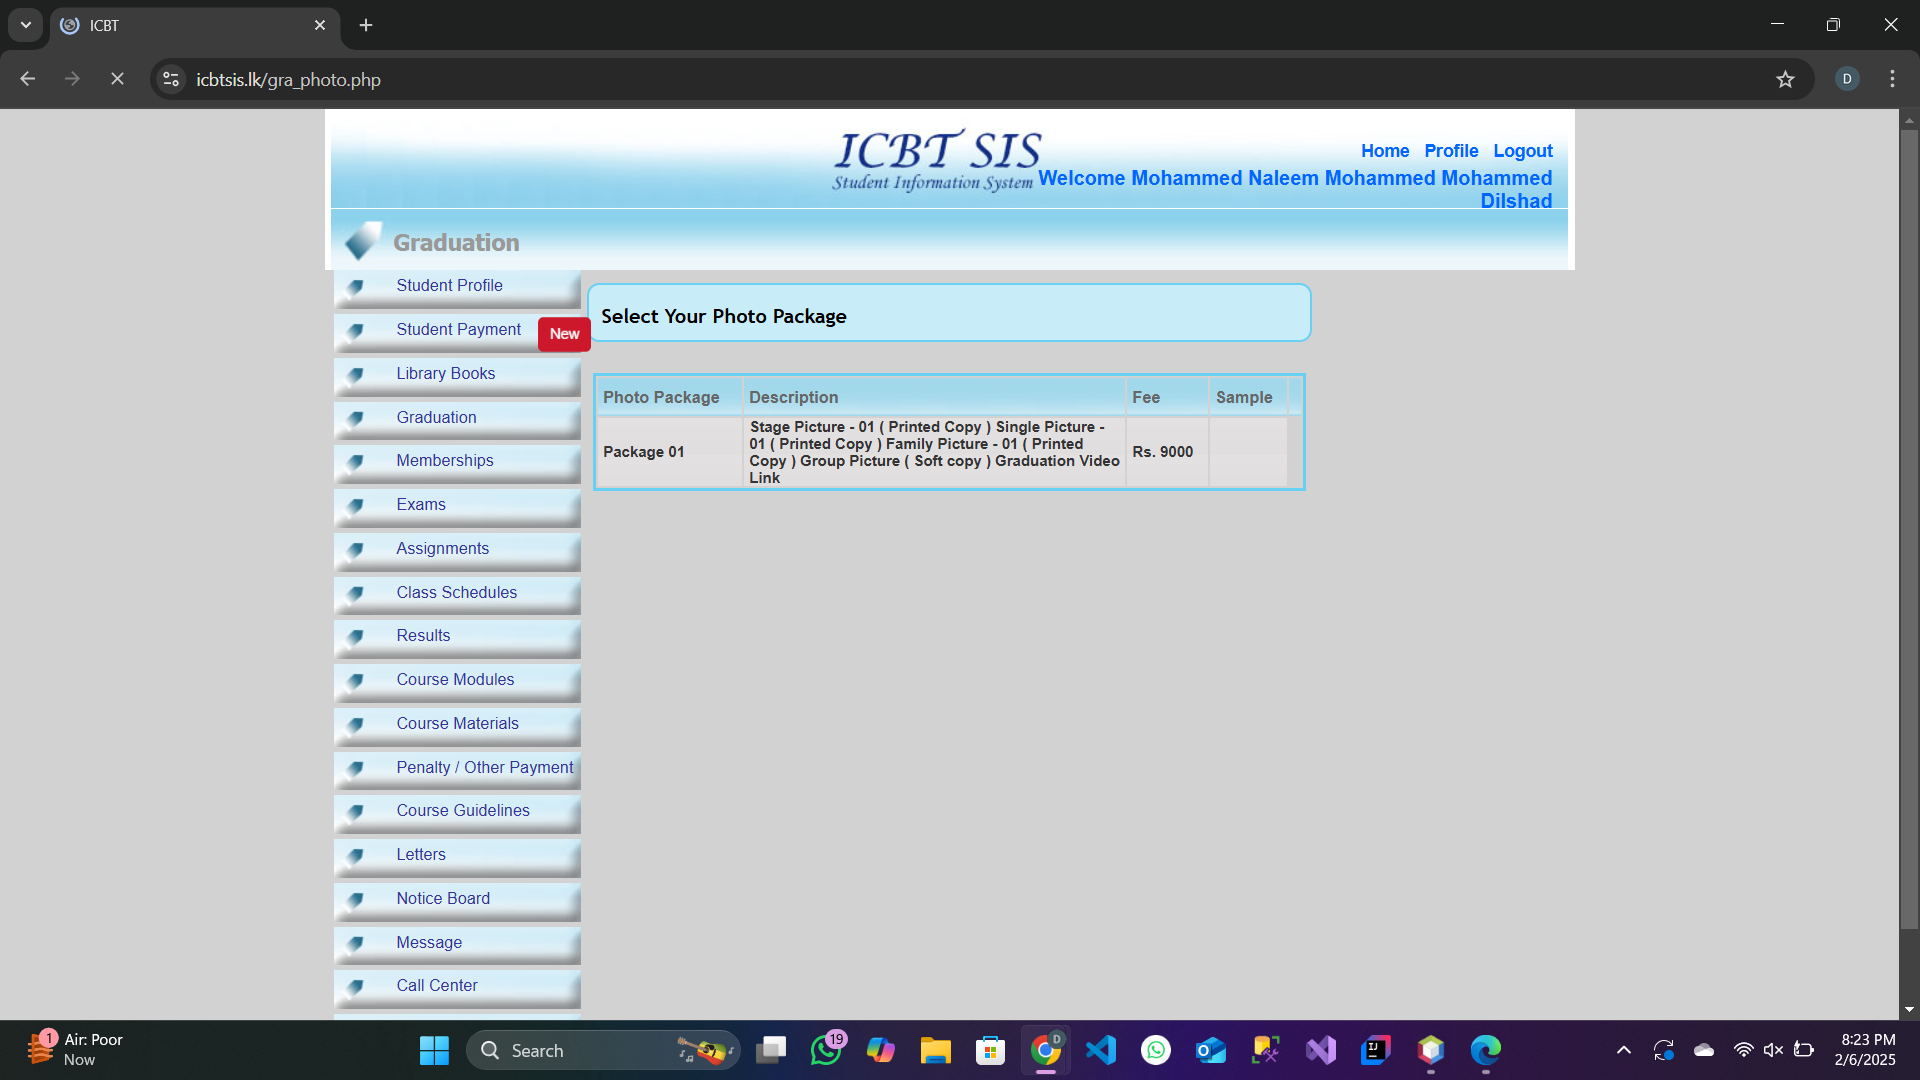 ICBT
icbtsis.lk/gra_photo.php
D
ICBT SIS
Student Information System
Home Profile Logout
Welcome Mohammed Naleem Mohammed Mohammed
Dilshad
Graduation
Student Profile
Student Payment
New
Library Books
Graduation
Memberships
Exams
Assignments
Class Schedules
Results
Course Modules
Course Materials
Penalty / Other Payment
Course Guidelines
Letters
Notice Board
Message
Call Center
Select Your Photo Package
Photo Package Description Fee Sample
Package 01
Stage Picture - 01 ( Printed Copy ) Single Picture -
01 ( Printed Copy ) Family Picture - 01 ( Printed
Copy ) Group Picture ( Soft copy ) Graduation Video
Link
Rs. 9000
1
Air: Poor
Now
Search
19
D
IJ
8:23 PM
2/6/2025